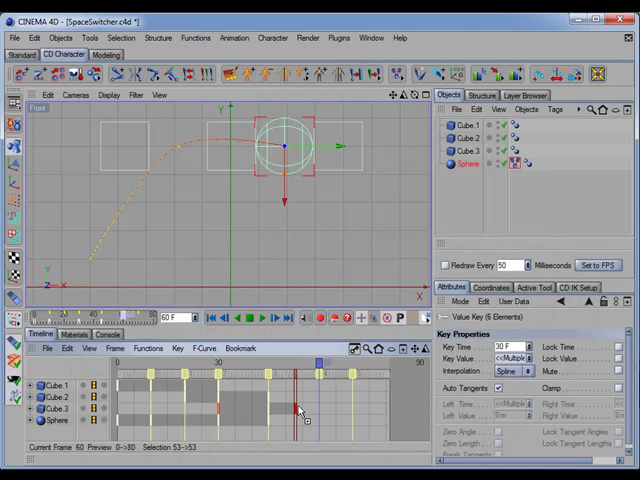 CINEMA 4D - [SpaceSwitcher.c4d *]
File Edit Objects Tools Selection Structure Functions Animation Character Render Plugins Window Help
Standard CD Character Modeling
Edit Cameras Display Filter View
Front
Y
X
Y
Z X
60 F
Timeline Materials Console
File Edit View Frame Functions Key F-Curve Bookmark
0 30 60 90
Cube.1
Cube.2
Cube.3
Sphere
Current Frame 60 Preview 0-->80 Selection 53-->53
Objects Structure Layer Browser
File Edit View Objects Tags
Cube.1
Cube.2
Cube.3
Sphere
Redraw Every 50 Milliseconds Set to FPS
Attributes Coordinates Active Tool CD IK Setup
Mode Edit User Data
Value Key (6 Elements)
Key Properties
Key Time 30 F Lock Time
Key Value <<Multiple Lock Value
Interpolation Spline Mute
Auto Tangents Clamp
Left Time <<Multiple Right Time
Left Value 0 m Right Value
Zero Angle Lock Angle
Zero Length Lock Tangent Lengths